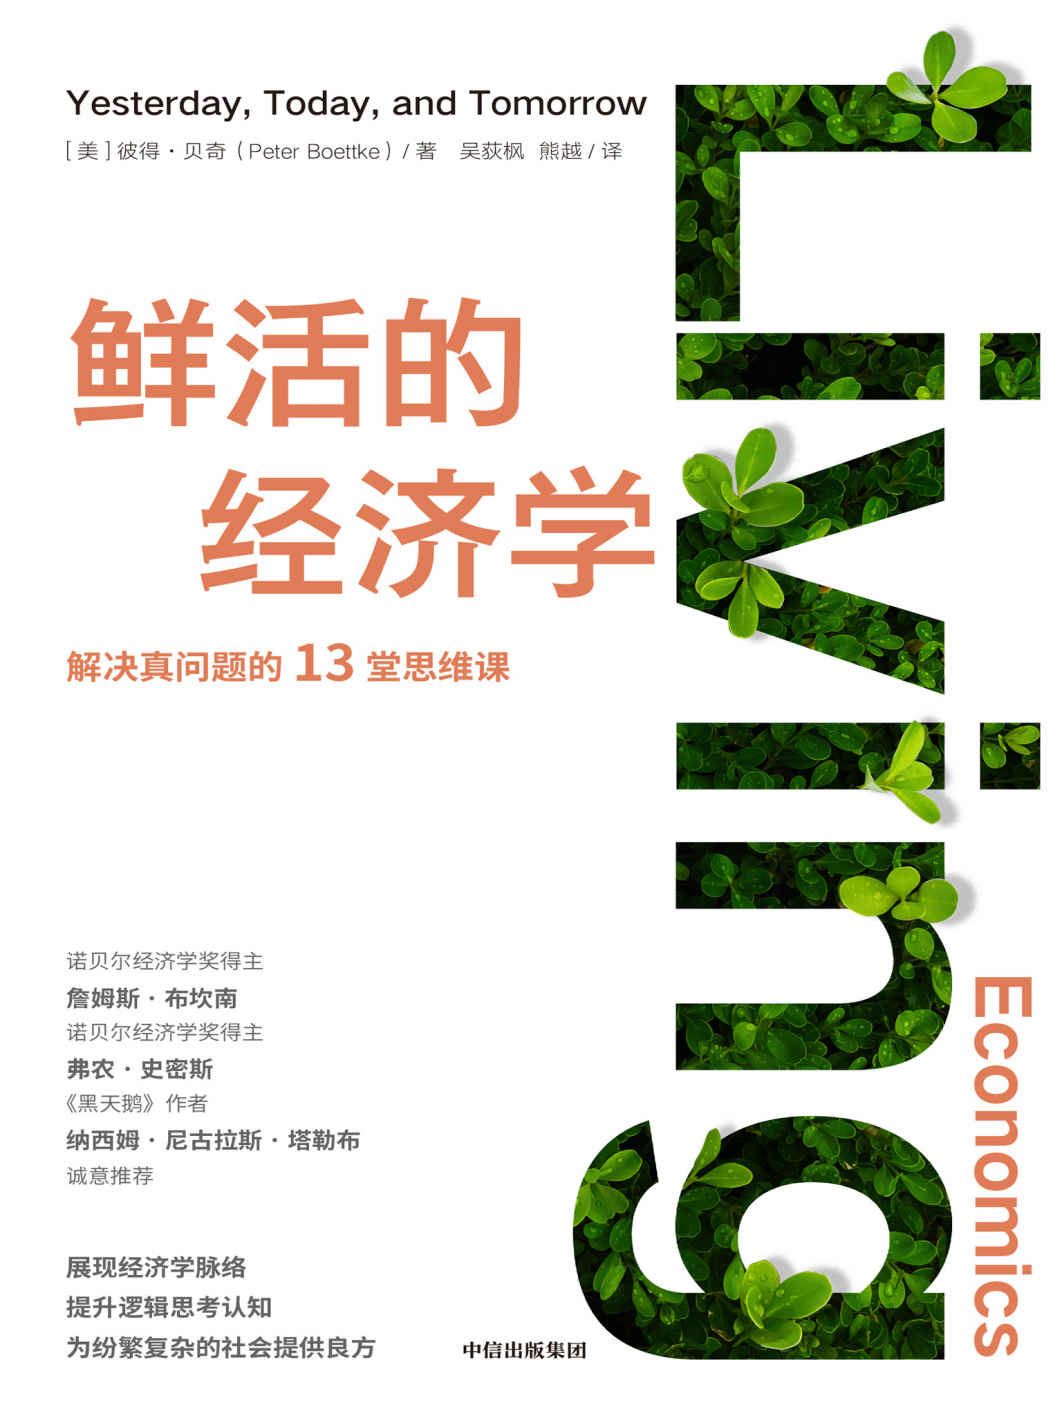 Yesterday, Today, and Tomorrow
[美]彼得·贝奇（Peter Boettke）/著　吴荻枫　熊越/译
鲜活的
经济学
解决真问题的13堂思维课
Living
Economics
诺贝尔经济学奖得主
詹姆斯·布坎南
诺贝尔经济学奖得主
弗农·史密斯
《黑天鹅》作者
纳西姆·尼古拉斯·塔勒布
诚意推荐
展现经济学脉络
提升逻辑思考认知
为纷繁复杂的社会提供良方
中信出版集团